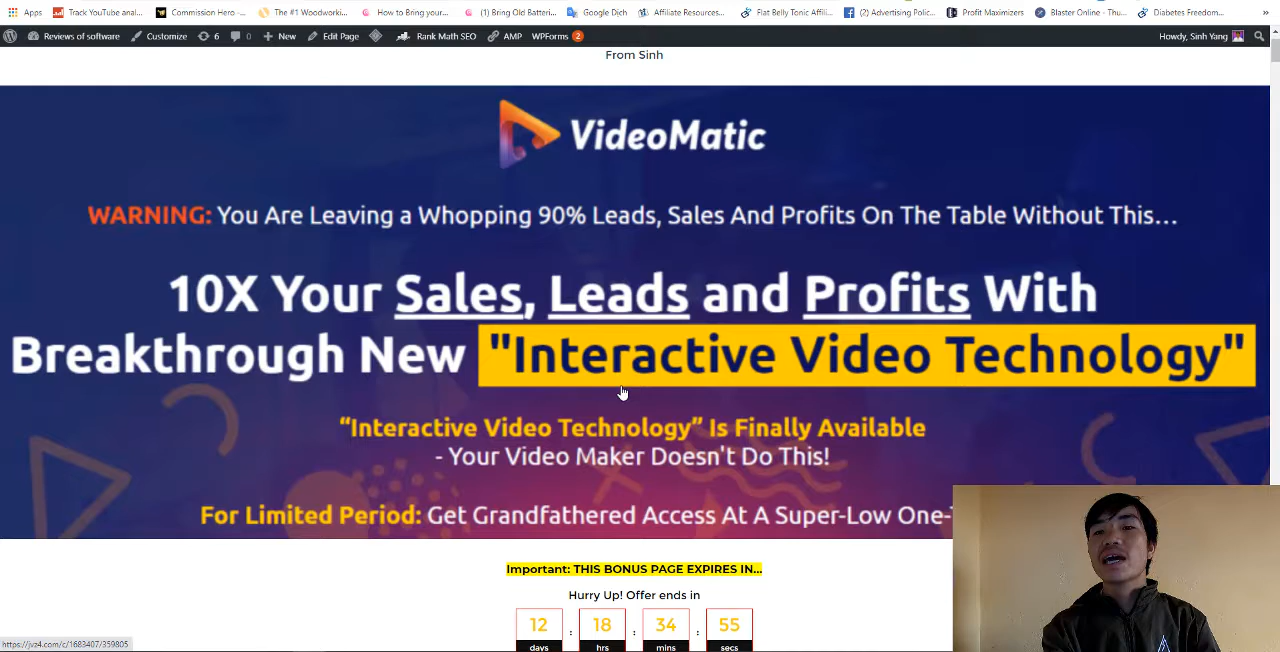 Apps
Track YouTube anal...
Commission Hero -...
The #1 Woodworki...
How to Bring your...
(1) Bring Old Batteri...
Google Dịch
Affiliate Resources...
Flat Belly Tonic Affili...
(2) Advertising Polic...
Profit Maximizers
Blaster Online - Thu...
Diabetes Freedom...
»
Reviews of software
Customize
6
0
New
Edit Page
Rank Math SEO
AMP
WPForms 2
Howdy, Sinh Yang
From Sinh
VideoMatic
WARNING: You Are Leaving a Whopping 90% Leads, Sales And Profits On The Table Without This...
10X Your Sales, Leads and Profits With
Breakthrough New "Interactive Video Technology"
“Interactive Video Technology” Is Finally Available
- Your Video Maker Doesn't Do This!
For Limited Period: Get Grandfathered Access At A Super-Low One-
Important: THIS BONUS PAGE EXPIRES IN...
Hurry Up! Offer ends in
12 : 18 : 34 : 55
days hrs mins secs
https://jvz4.com/c/1683407/359805